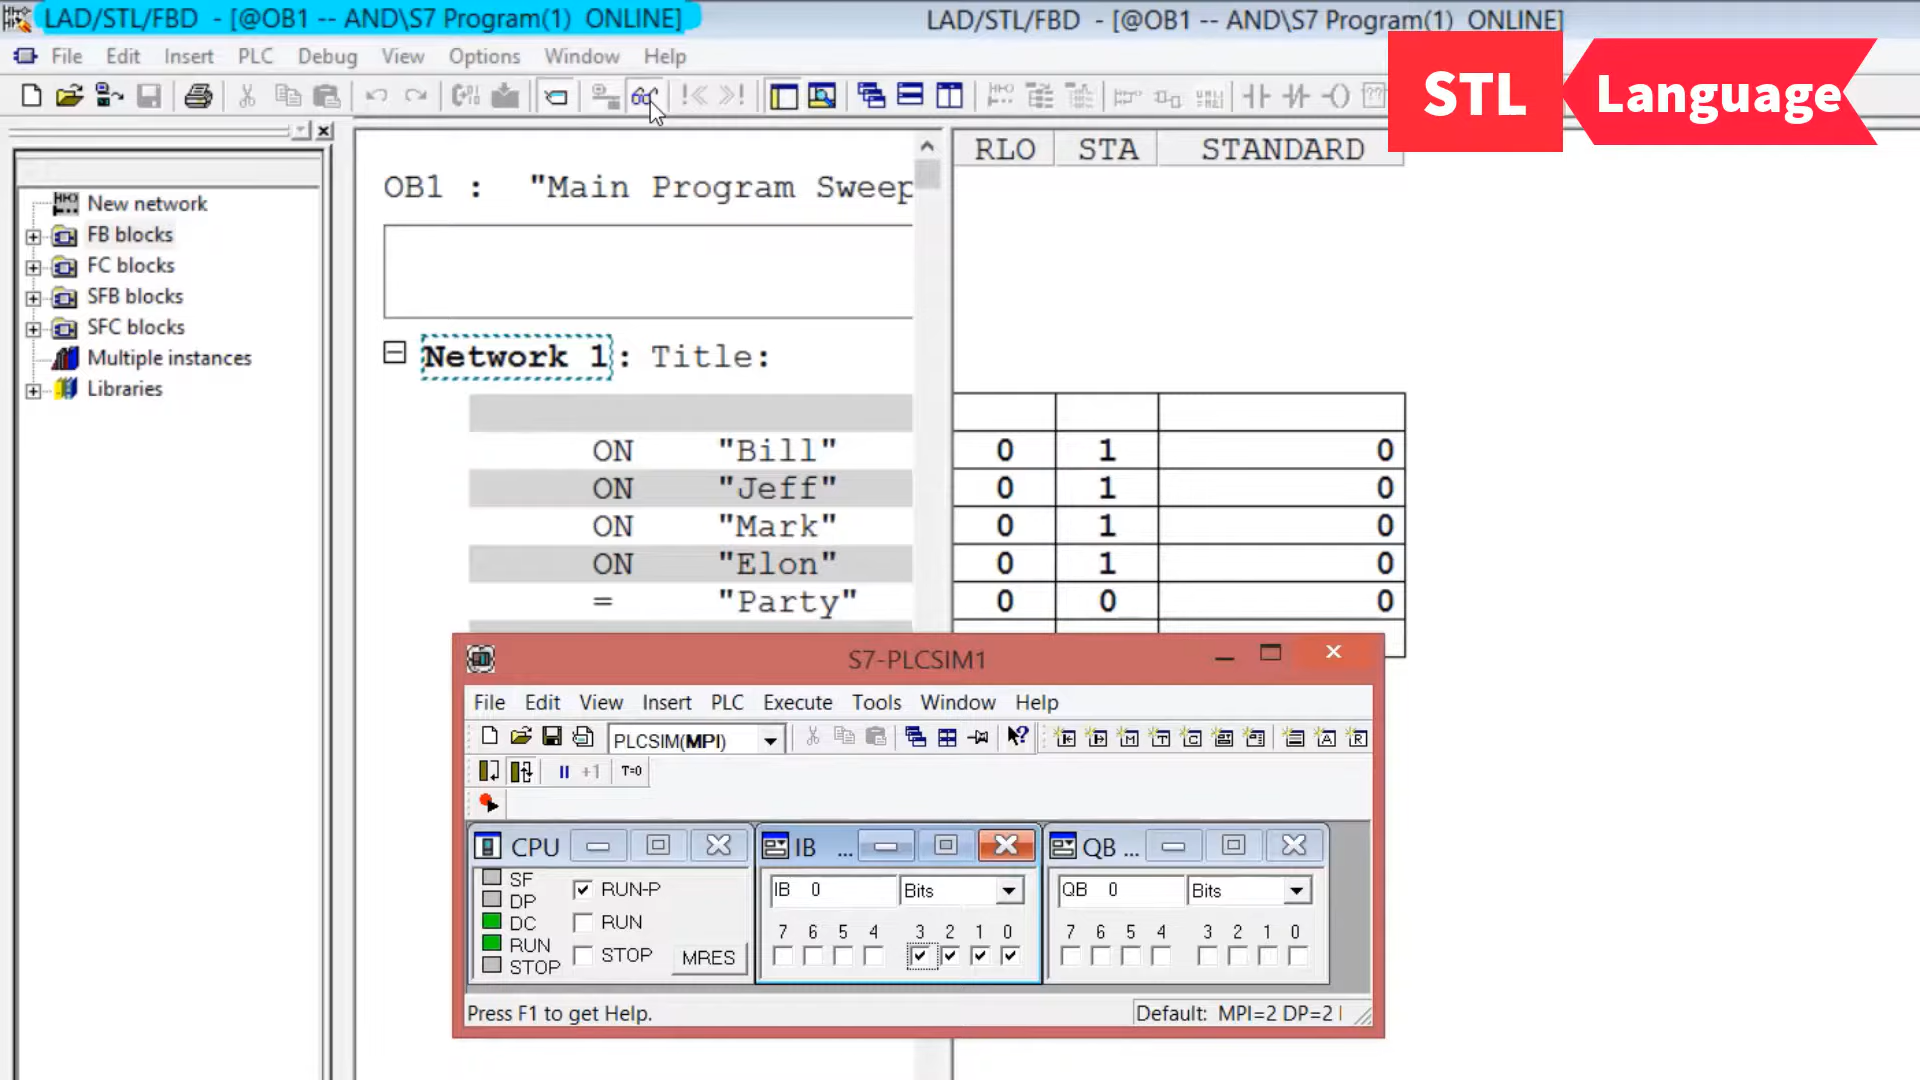 LAD/STL/FBD - [@OB1 -- AND\S7 Program(1) ONLINE]
LAD/STL/FBD - [@OB1 -- AND\S7 Program(1) ONLINE]
File Edit Insert PLC Debug View Options Window Help
STL Language
RLO STA STANDARD
OB1 : "Main Program Sweep
New network
FB blocks
FC blocks
SFB blocks
SFC blocks
Multiple instances
Libraries
Network 1: Title:
ON "Bill" 0 1 0
ON "Jeff" 0 1 0
ON "Mark" 0 1 0
ON "Elon" 0 1 0
= "Party" 0 0 0
S7-PLCSIM1
File Edit View Insert PLC Execute Tools Window Help
PLCSIM(MPI)
+1 T=0
CPU
SF
DP
DC
RUN
STOP
RUN-P
RUN
STOP
MRES
IB ...
IB 0 Bits
7 6 5 4 3 2 1 0
QB ...
QB 0 Bits
7 6 5 4 3 2 1 0
Press F1 to get Help.
Default: MPI=2 DP=2